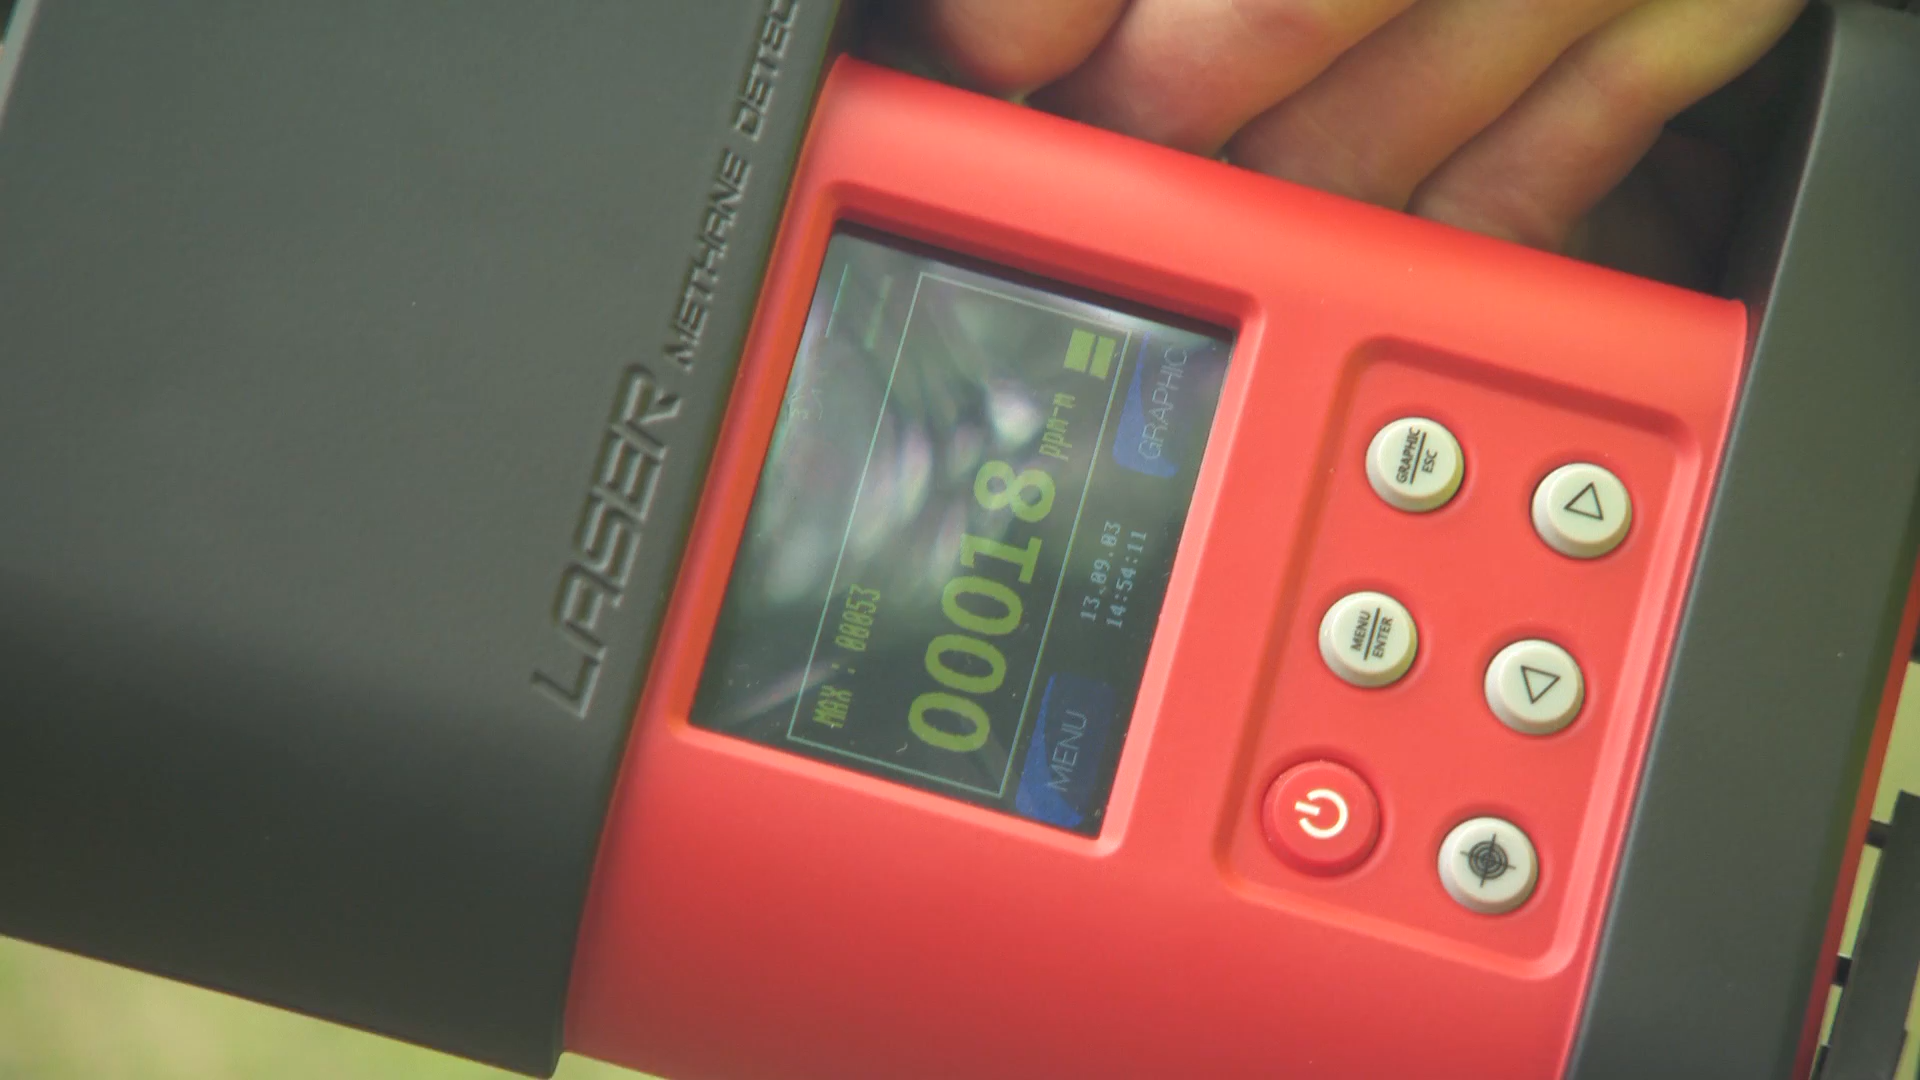 LASER METHANE DETEC
MAX : 00053
00018 ppm-m
MENU
13.09.03
14:54:11
GRAPHIC
GRAPHIC
ESC
MENU
ENTER